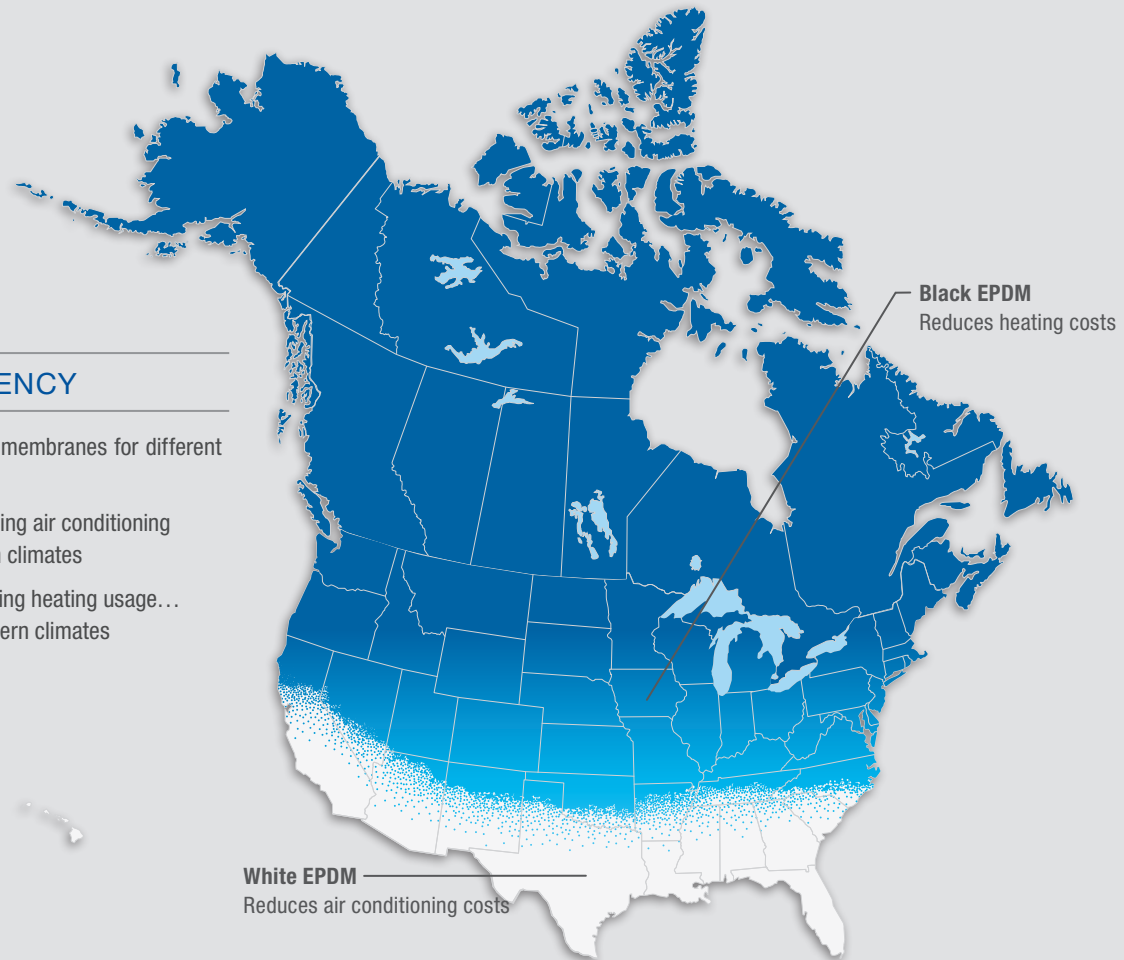 ENCY
membranes for different
ing air conditioning
n climates
ing heating usage…
ern climates
Black EPDM
Reduces heating costs
White EPDM
Reduces air conditioning costs